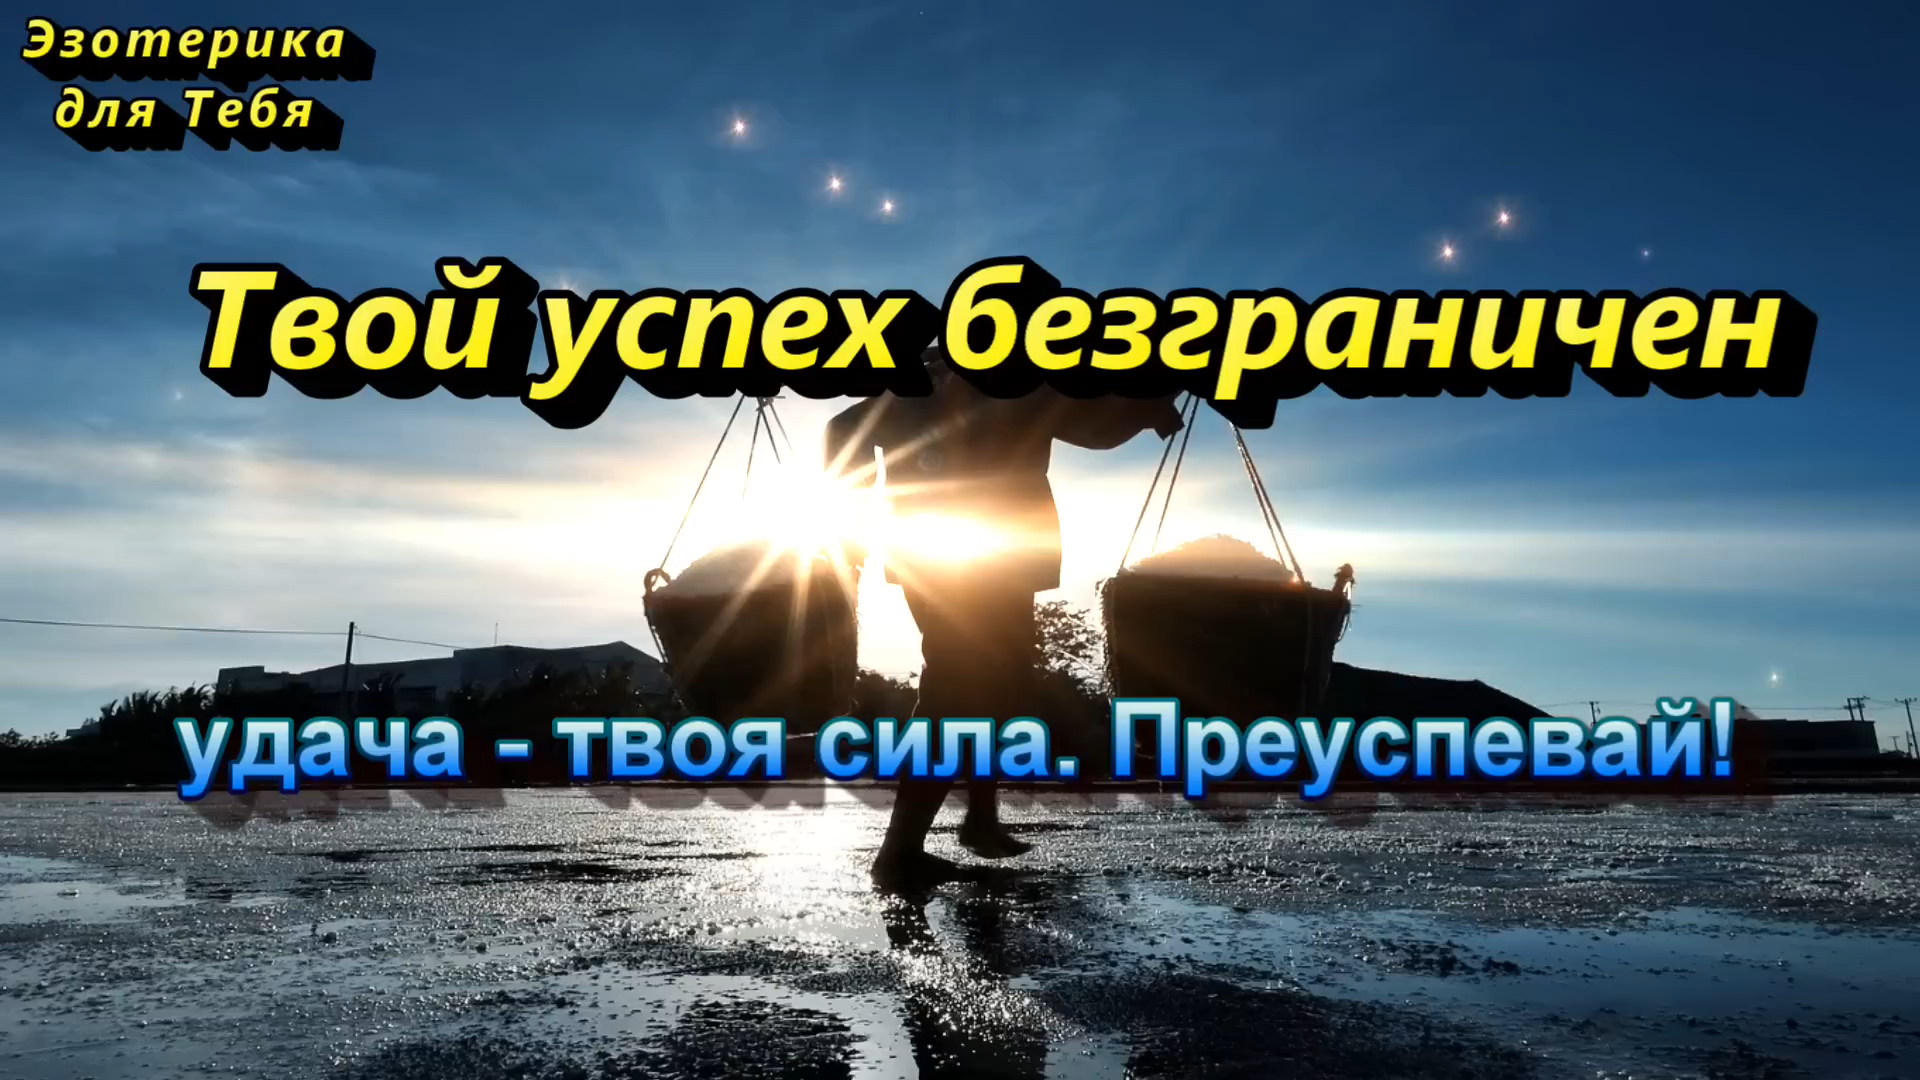 Эзотерика
для Тебя
Твой успех безграничен
удача - твоя сила. Преуспевай!